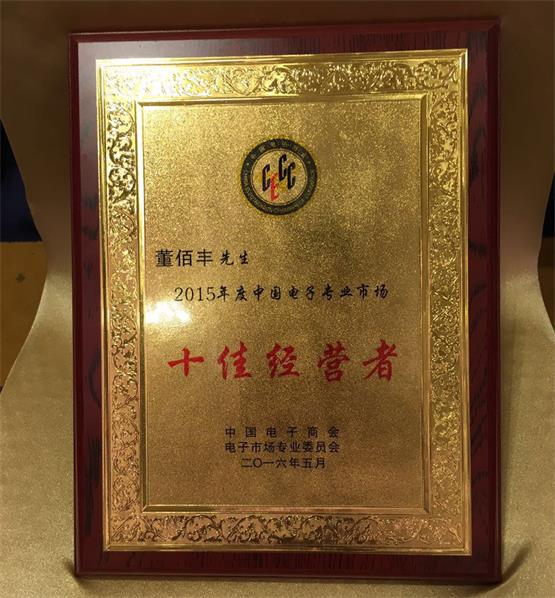 CECC
董佰丰先生
2015年度中国电子专业市场
十佳经营者
中国电子商会
电子市场专业委员会
二〇一六年五月